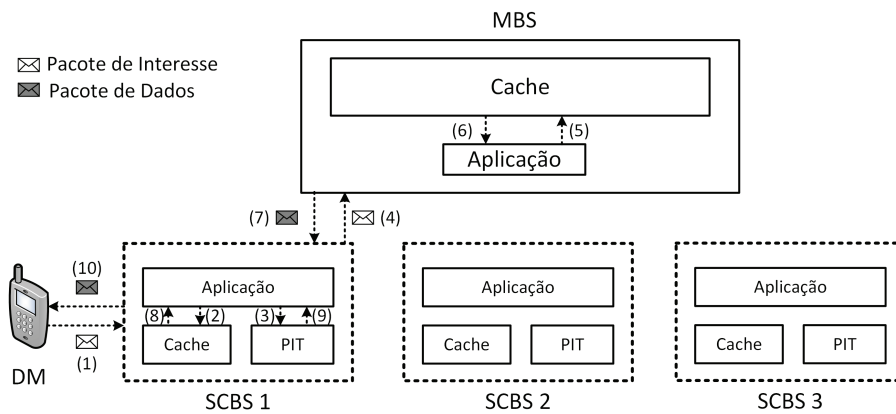 MBS
Pacote de Interesse
Pacote de Dados
Cache
(6)
(5)
Aplicação
(7)
(4)
(10)
(1)
DM
Aplicação
(8)
(2)
(3)
(9)
Cache
PIT
SCBS 1
Aplicação
Cache
PIT
SCBS 2
Aplicação
Cache
PIT
SCBS 3